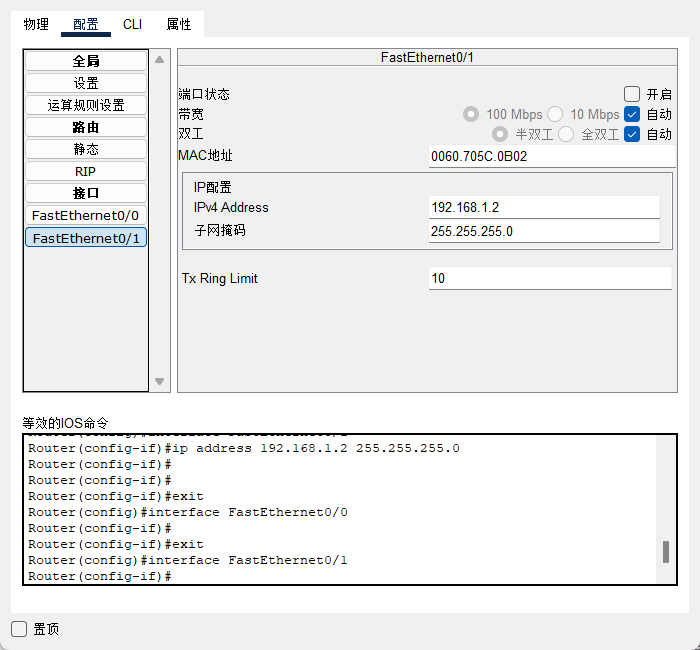 物理 配置 CLI 属性
全局
设置
运算规则设置
路由
静态
RIP
接口
FastEthernet0/0
FastEthernet0/1
FastEthernet0/1
端口状态 开启
带宽 100 Mbps 10 Mbps 自动
双工 半双工 全双工 自动
MAC地址 0060.705C.0B02
IP配置
IPv4 Address 192.168.1.2
子网掩码 255.255.255.0
Tx Ring Limit 10
等效的IOS命令
Router(config-if)#ip address 192.168.1.2 255.255.255.0
Router(config-if)#
Router(config-if)#
Router(config-if)#exit
Router(config)#interface FastEthernet0/0
Router(config-if)#
Router(config-if)#exit
Router(config)#interface FastEthernet0/1
Router(config-if)#
置顶